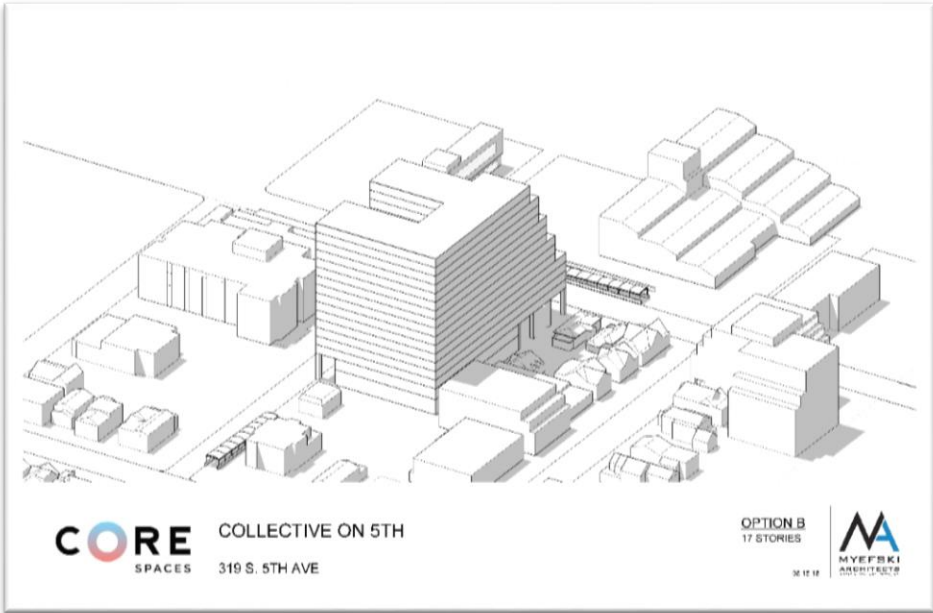 CORE
SPACES
COLLECTIVE ON 5TH
319 S. 5TH AVE
OPTION B
17 STORIES
MYEFSKI
ARCHITECTS